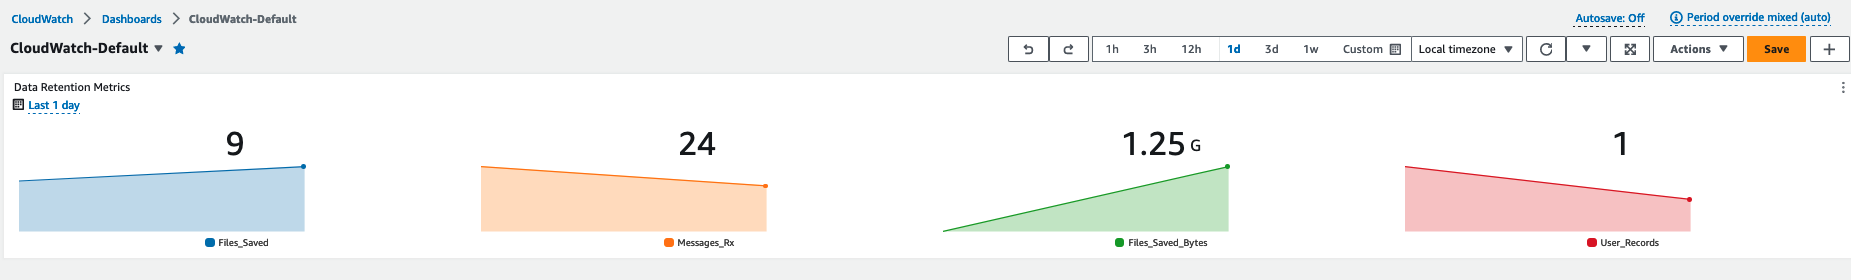 CloudWatch > Dashboards > CloudWatch-Default
Autosave: Off
Period override mixed (auto)
CloudWatch-Default
1h 3h 12h 1d 3d 1w Custom Local timezone Actions Save
Data Retention Metrics
Last 1 day
9 24 1.25 G 1
Files_Saved Messages_Rx Files_Saved_Bytes User_Records